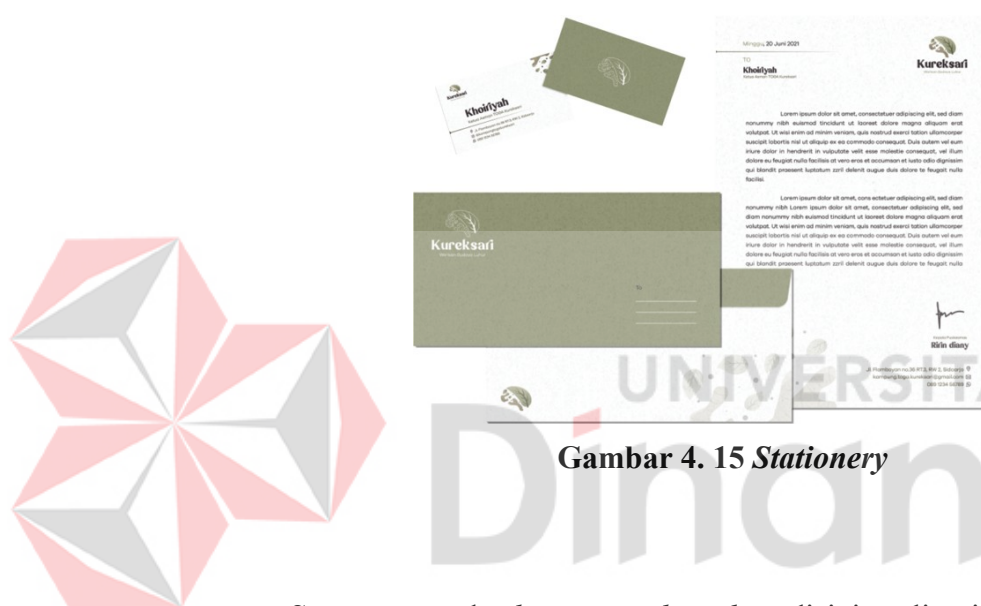 Kureksari
Khoiriyah
Minggu, 20 Juni 2021
TO
Khoiriyah
Kureksari
Lorem ipsum dolor sit amet, consectetuer adipiscing elit, sed diam
nonummy nibh euismod tincidunt ut laoreet dolore magna aliquam erat
volutpat. Ut wisi enim ad minim veniam, quis nostrud exerci tation ullamcorper
suscipit lobortis nisl ut aliquip ex ea commodo consequat. Duis autem vel eum
iriure dolor in hendrerit in vulputate velit esse molestie consequat, vel illum
dolore eu feugiat nulla facilisis at vero eros et accumsan et iusto odio dignissim
qui blandit praesent luptatum zzril delenit augue duis dolore te feugait nulla
facilisi.
Lorem ipsum dolor sit amet, cons ectetuer adipiscing elit, sed
nonummy nibh Lorem ipsum dolor sit amet, consectetuer adipiscing elit, sed
diam nonummy nibh euismod tincidunt ut laoreet dolore magna aliquam erat
volutpat. Ut wisi enim ad minim veniam, quis nostrud exerci tation ullamcorper
suscipit lobortis nisl ut aliquip ex ea commodo consequat. Duis autem vel eum
iriure dolor in hendrerit in vulputate velit esse molestie consequat, vel illum
dolore eu feugiat nulla facilisis at vero eros et accumsan et iusto odio dignissim
qui blandit praesent luptatum zzril delenit augue duis dolore te feugait nulla
Ririn diany
Kureksari
To
UNIVERSITA
Dinan
Gambar 4. 15 Stationery